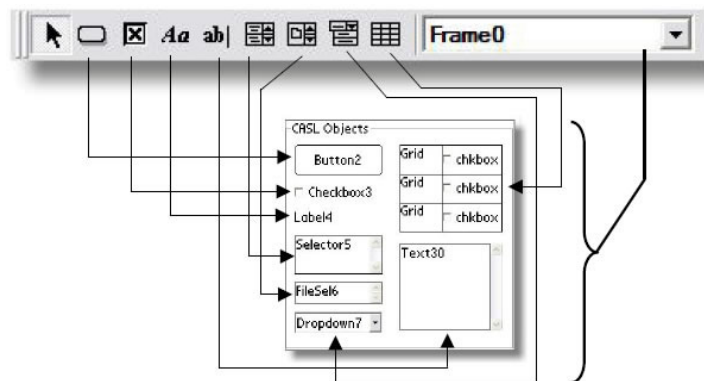 Aa ab| Frame0
CASL Objects
Button2
Checkbox3
Label4
Selector5
FileSel6
Dropdown7
Grid chkbox
Grid chkbox
Grid chkbox
Text30